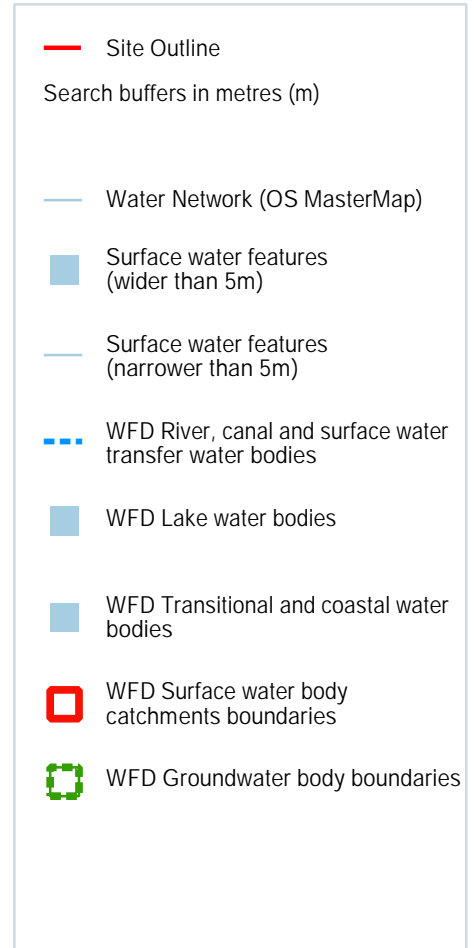 Site Outline
Search buffers in metres (m)
Water Network (OS MasterMap)
Surface water features
(wider than 5m)
Surface water features
(narrower than 5m)
WFD River, canal and surface water
transfer water bodies
WFD Lake water bodies
WFD Transitional and coastal water
bodies
WFD Surface water body
catchments boundaries
WFD Groundwater body boundaries